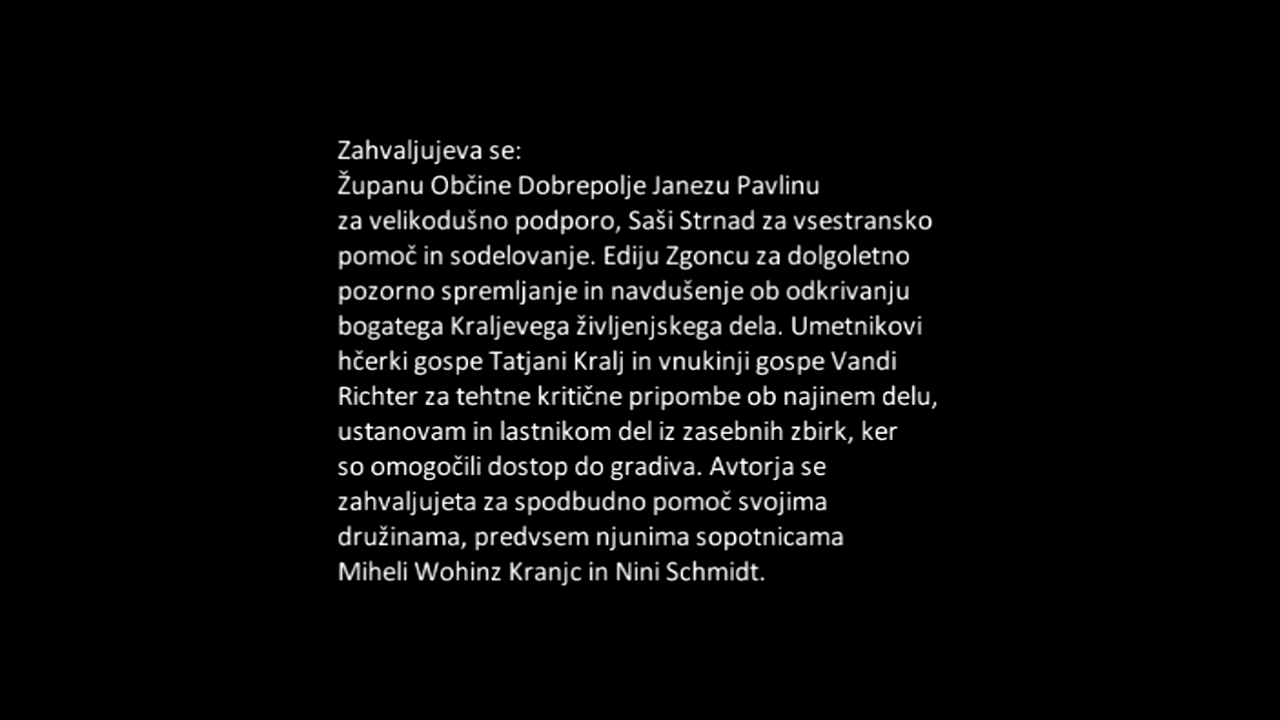 Zahvaljujeva se:
Županu Občine Dobrepolje Janezu Pavlinu
za velikodušno podporo, Saši Strnad za vsestransko
pomoč in sodelovanje. Ediju Zgoncu za dolgoletno
pozorno spremljanje in navdušenje ob odkrivanju
bogatega Kraljevega življenjskega dela. Umetnikovi
hčerki gospe Tatjani Kralj in vnukinji gospe Vandi
Richter za tehtne kritične pripombe ob najinem delu,
ustanovam in lastnikom del iz zasebnih zbirk, ker
so omogočili dostop do gradiva. Avtorja se
zahvaljujeta za spodbudno pomoč svojima
družinama, predvsem njunima sopotnicama
Miheli Wohinz Kranjc in Nini Schmidt.